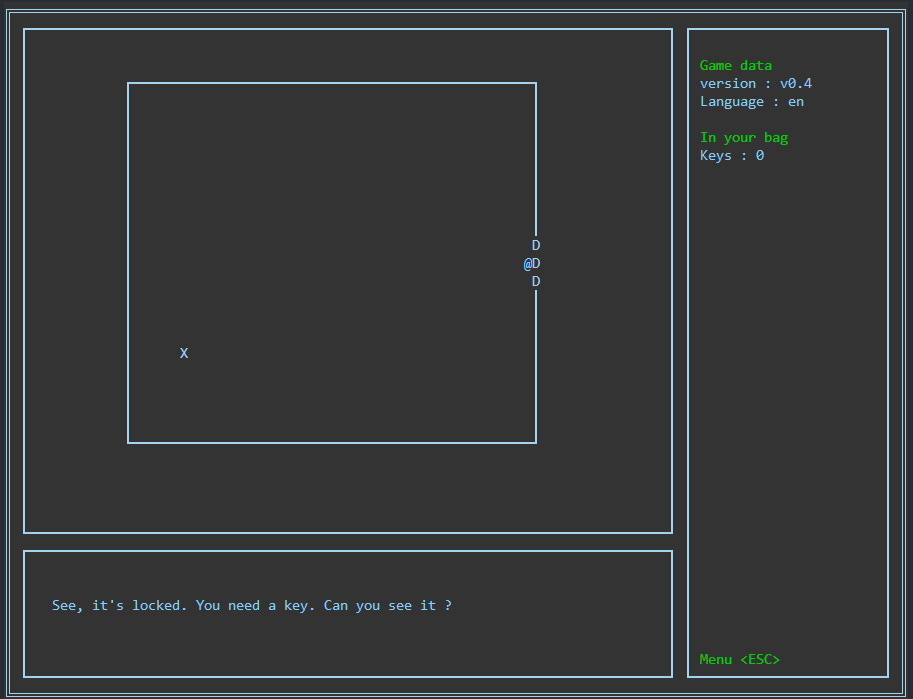 Game data
version : v0.4
Language : en
In your bag
Keys : 0
D
@D
D
X
See, it's locked. You need a key. Can you see it ?
Menu <ESC>